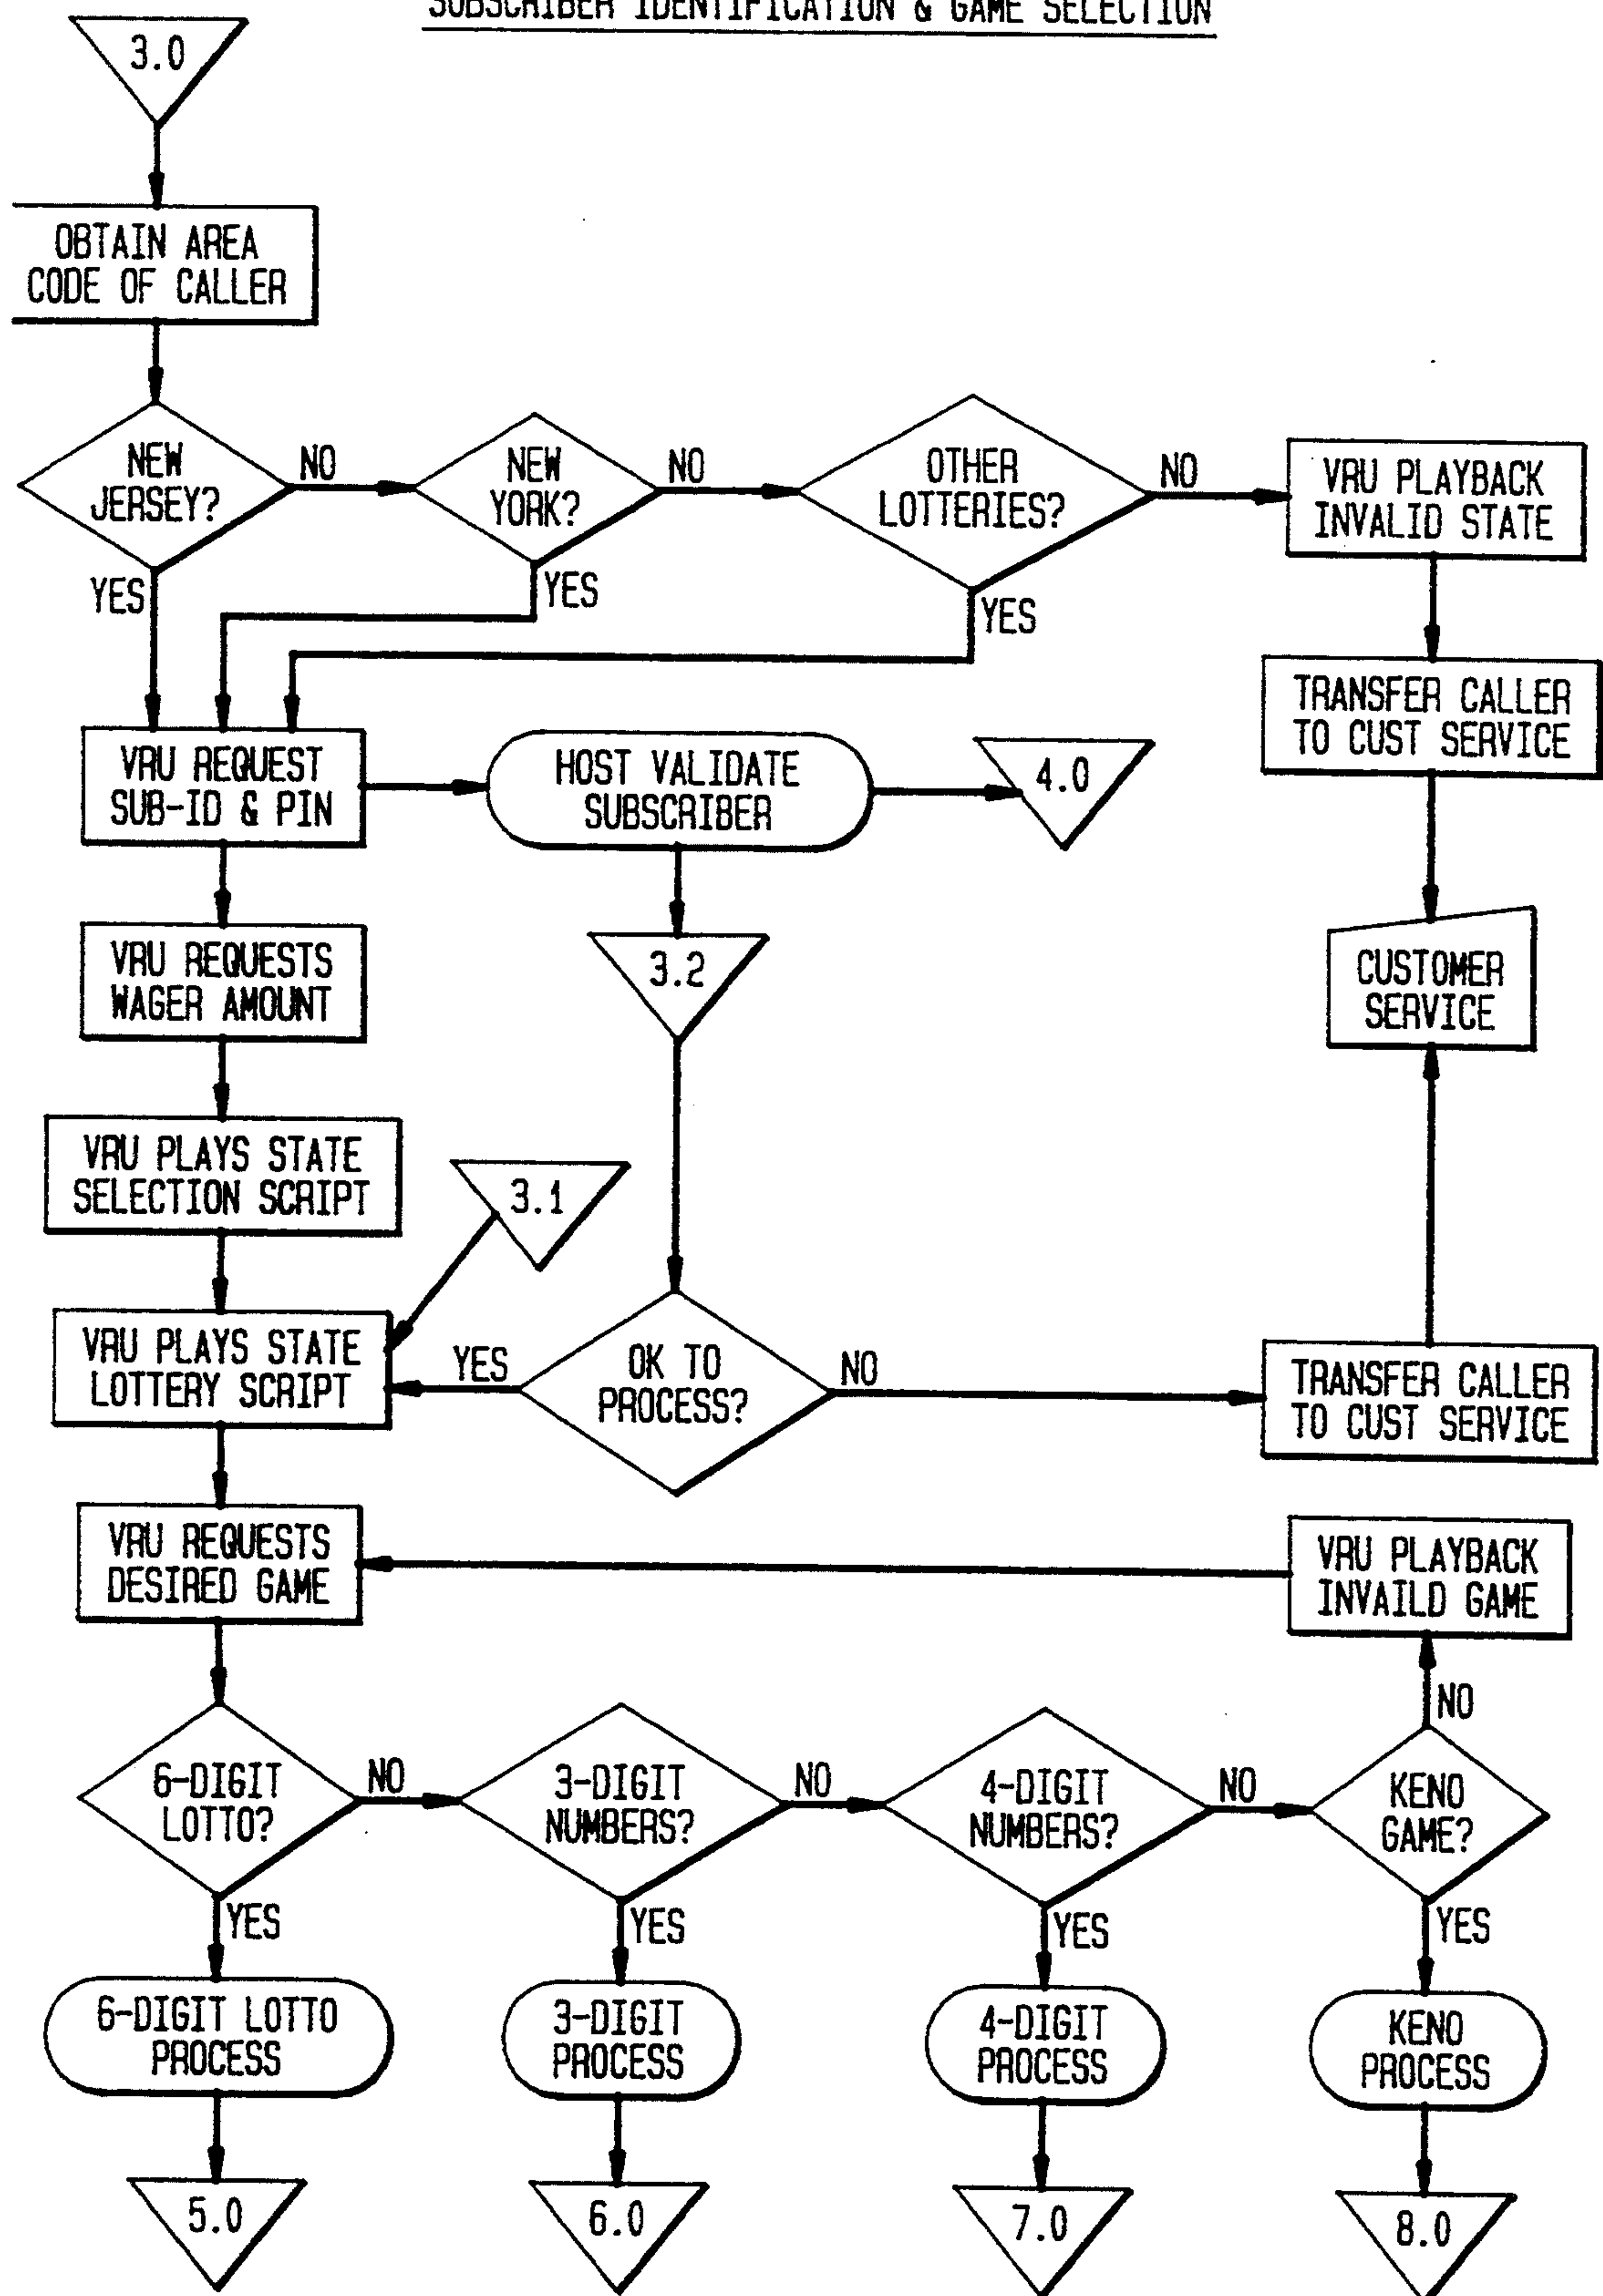 SUBSCRIBER IDENTIFICATION & GAME SELECTION
3.0
OBTAIN AREA
CODE OF CALLER
NEW
JERSEY?
NO
YES
NEW
YORK?
NO
YES
OTHER
LOTTERIES?
NO
YES
VRU PLAYBACK
INVALID STATE
TRANSFER CALLER
TO CUST SERVICE
VRU REQUEST
SUB-ID & PIN
HOST VALIDATE
SUBSCRIBER
4.0
VRU REQUESTS
WAGER AMOUNT
3.2
CUSTOMER
SERVICE
VRU PLAYS STATE
SELECTION SCRIPT
3.1
VRU PLAYS STATE
LOTTERY SCRIPT
YES
OK TO
PROCESS?
NO
TRANSFER CALLER
TO CUST SERVICE
VRU REQUESTS
DESIRED GAME
VRU PLAYBACK
INVAILD GAME
NO
6-DIGIT
LOTTO?
NO
YES
3-DIGIT
NUMBERS?
NO
YES
4-DIGIT
NUMBERS?
NO
YES
KENO
GAME?
YES
6-DIGIT LOTTO
PROCESS
3-DIGIT
PROCESS
4-DIGIT
PROCESS
KENO
PROCESS
5.0
6.0
7.0
8.0